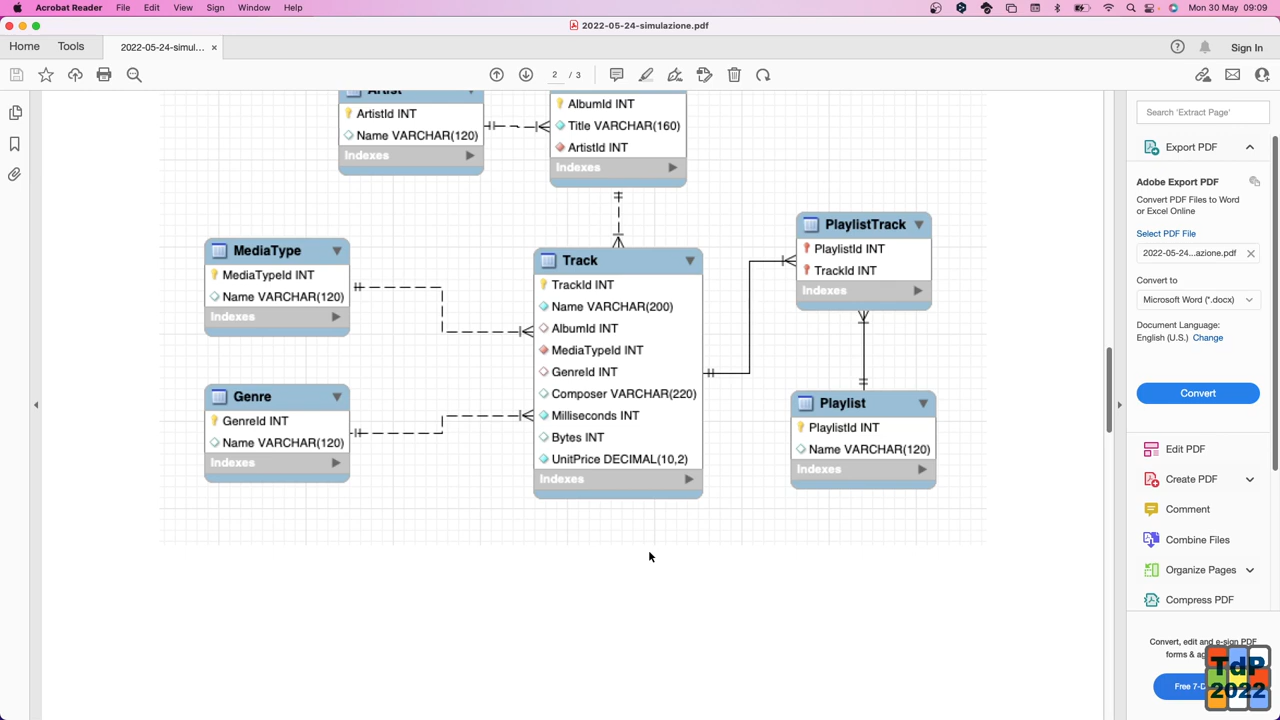 Acrobat Reader File Edit View Sign Window Help Mon 30 May 09:09
2022-05-24-simulazione.pdf
Home Tools 2022-05-24-simul... × Sign In
2 / 3
Artist
ArtistId INT
Name VARCHAR(120)
Indexes
AlbumId INT
Title VARCHAR(160)
ArtistId INT
Indexes
MediaType
MediaTypeId INT
Name VARCHAR(120)
Indexes
Genre
GenreId INT
Name VARCHAR(120)
Indexes
Track
TrackId INT
Name VARCHAR(200)
AlbumId INT
MediaTypeId INT
GenreId INT
Composer VARCHAR(220)
Milliseconds INT
Bytes INT
UnitPrice DECIMAL(10,2)
Indexes
PlaylistTrack
PlaylistId INT
TrackId INT
Indexes
Playlist
PlaylistId INT
Name VARCHAR(120)
Indexes
Search 'Extract Page'
Export PDF
Adobe Export PDF
Convert PDF Files to Word
or Excel Online
Select PDF File
2022-05-24...azione.pdf
Convert to
Microsoft Word (*.docx)
Document Language:
English (U.S.) Change
Convert
Edit PDF
Create PDF
Comment
Combine Files
Organize Pages
Compress PDF
Convert, edit and e-sign PDF
forms &
Free 7-D
TdP
2022